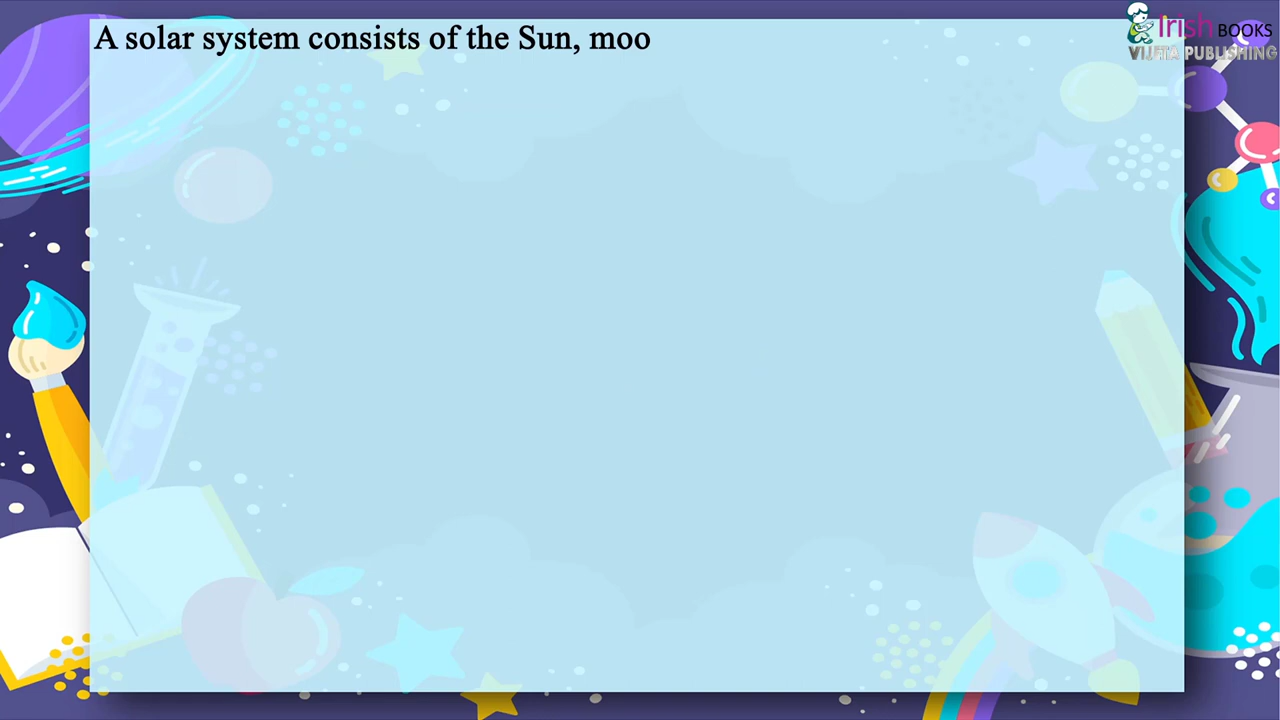 A solar system consists of the Sun, moo
Irish BOOKS
VIJETA PUBLISHING